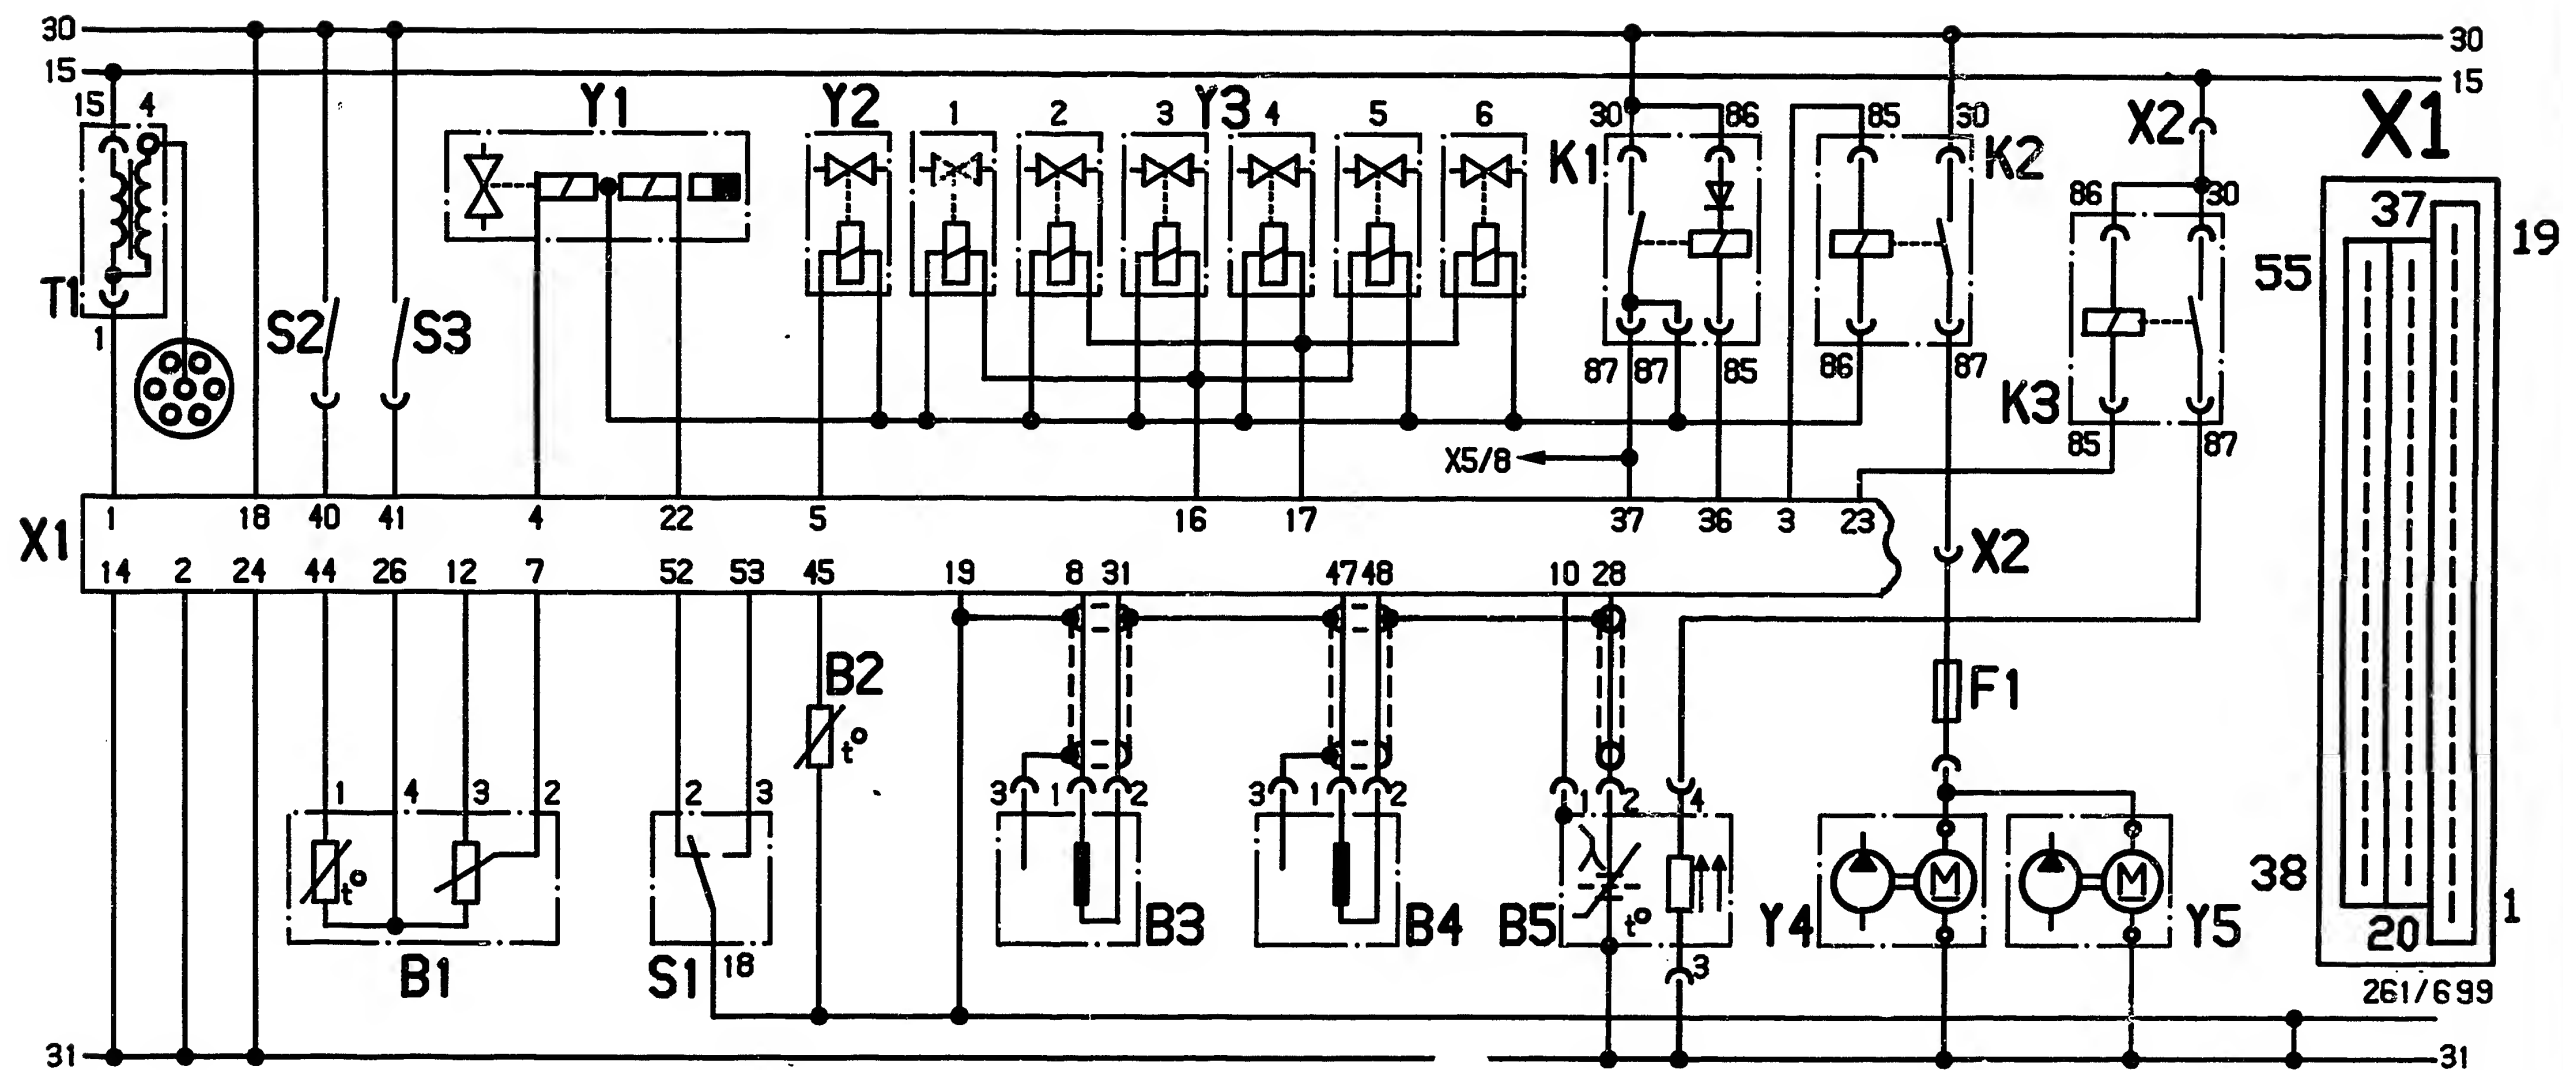 30 30
15 15
15 4 Y1 Y2 1 2 3 Y3 4 5 6 30 86 85 30 X2 X1
K1 K2
86 30 37 19
T1 55
1 S2 S3
87 87 85 86 87 K3
X5/8 85 87
X1 1 18 40 41 4 22 5 16 17 37 36 3 23
14 2 24 44 26 12 7 52 53 45 19 8 31 47 48 10 28 X2
B2 F1
t°
1 4 3 2 2 3 3 1 2 3 1 2 1 2 4
t° M M 38 1
B3 B4 B5 t° Y4 Y5 20
B1 S1 18 3
261/699
31 31